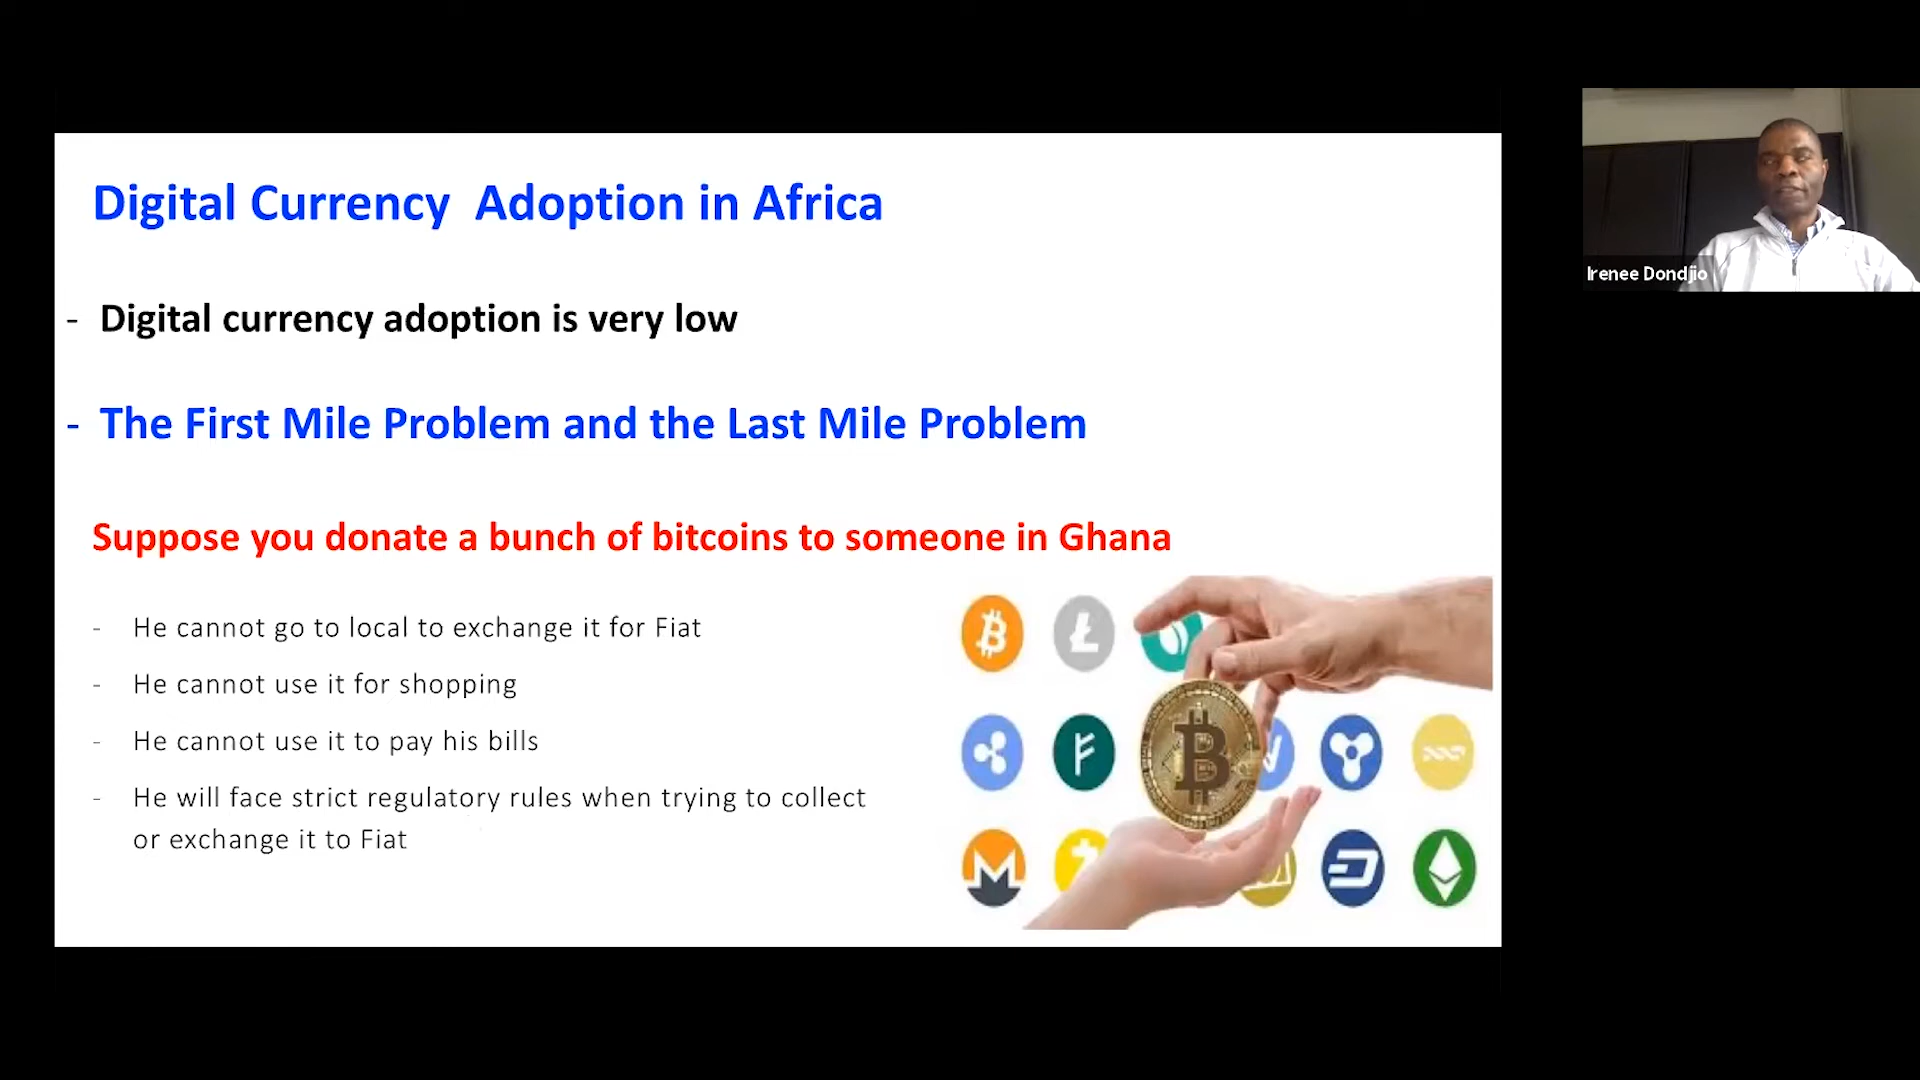 Digital Currency Adoption in Africa
- Digital currency adoption is very low
- The First Mile Problem and the Last Mile Problem
Suppose you donate a bunch of bitcoins to someone in Ghana
- He cannot go to local to exchange it for Fiat
- He cannot use it for shopping
- He cannot use it to pay his bills
- He will face strict regulatory rules when trying to collect
or exchange it to Fiat
Irenee Dondjio